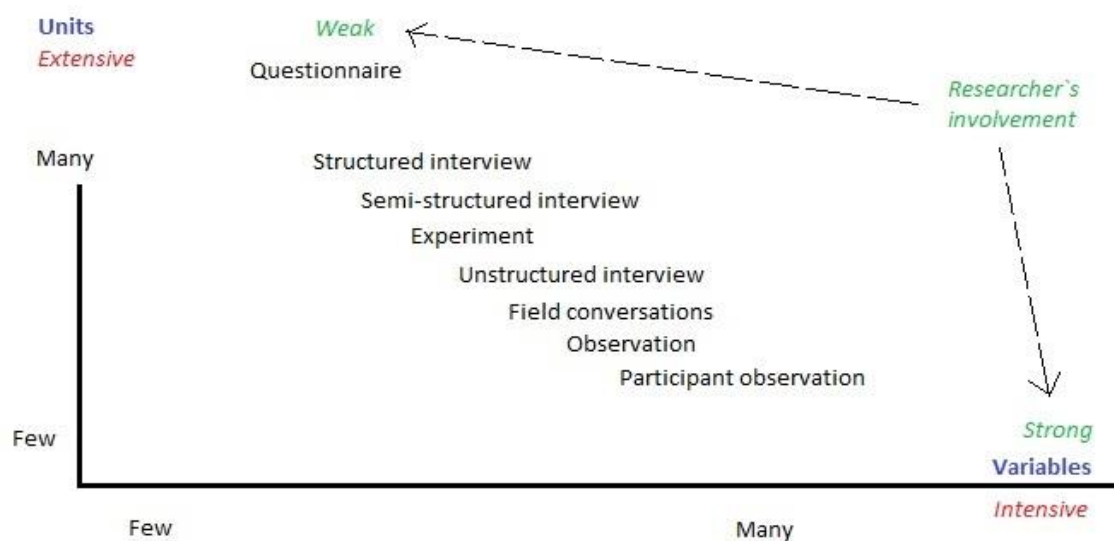 Units
Extensive
Weak
Questionnaire
Researcher`s
involvement
Many
Structured interview
Semi-structured interview
Experiment
Unstructured interview
Field conversations
Observation
Participant observation
Few
Strong
Variables
Intensive
Few
Many